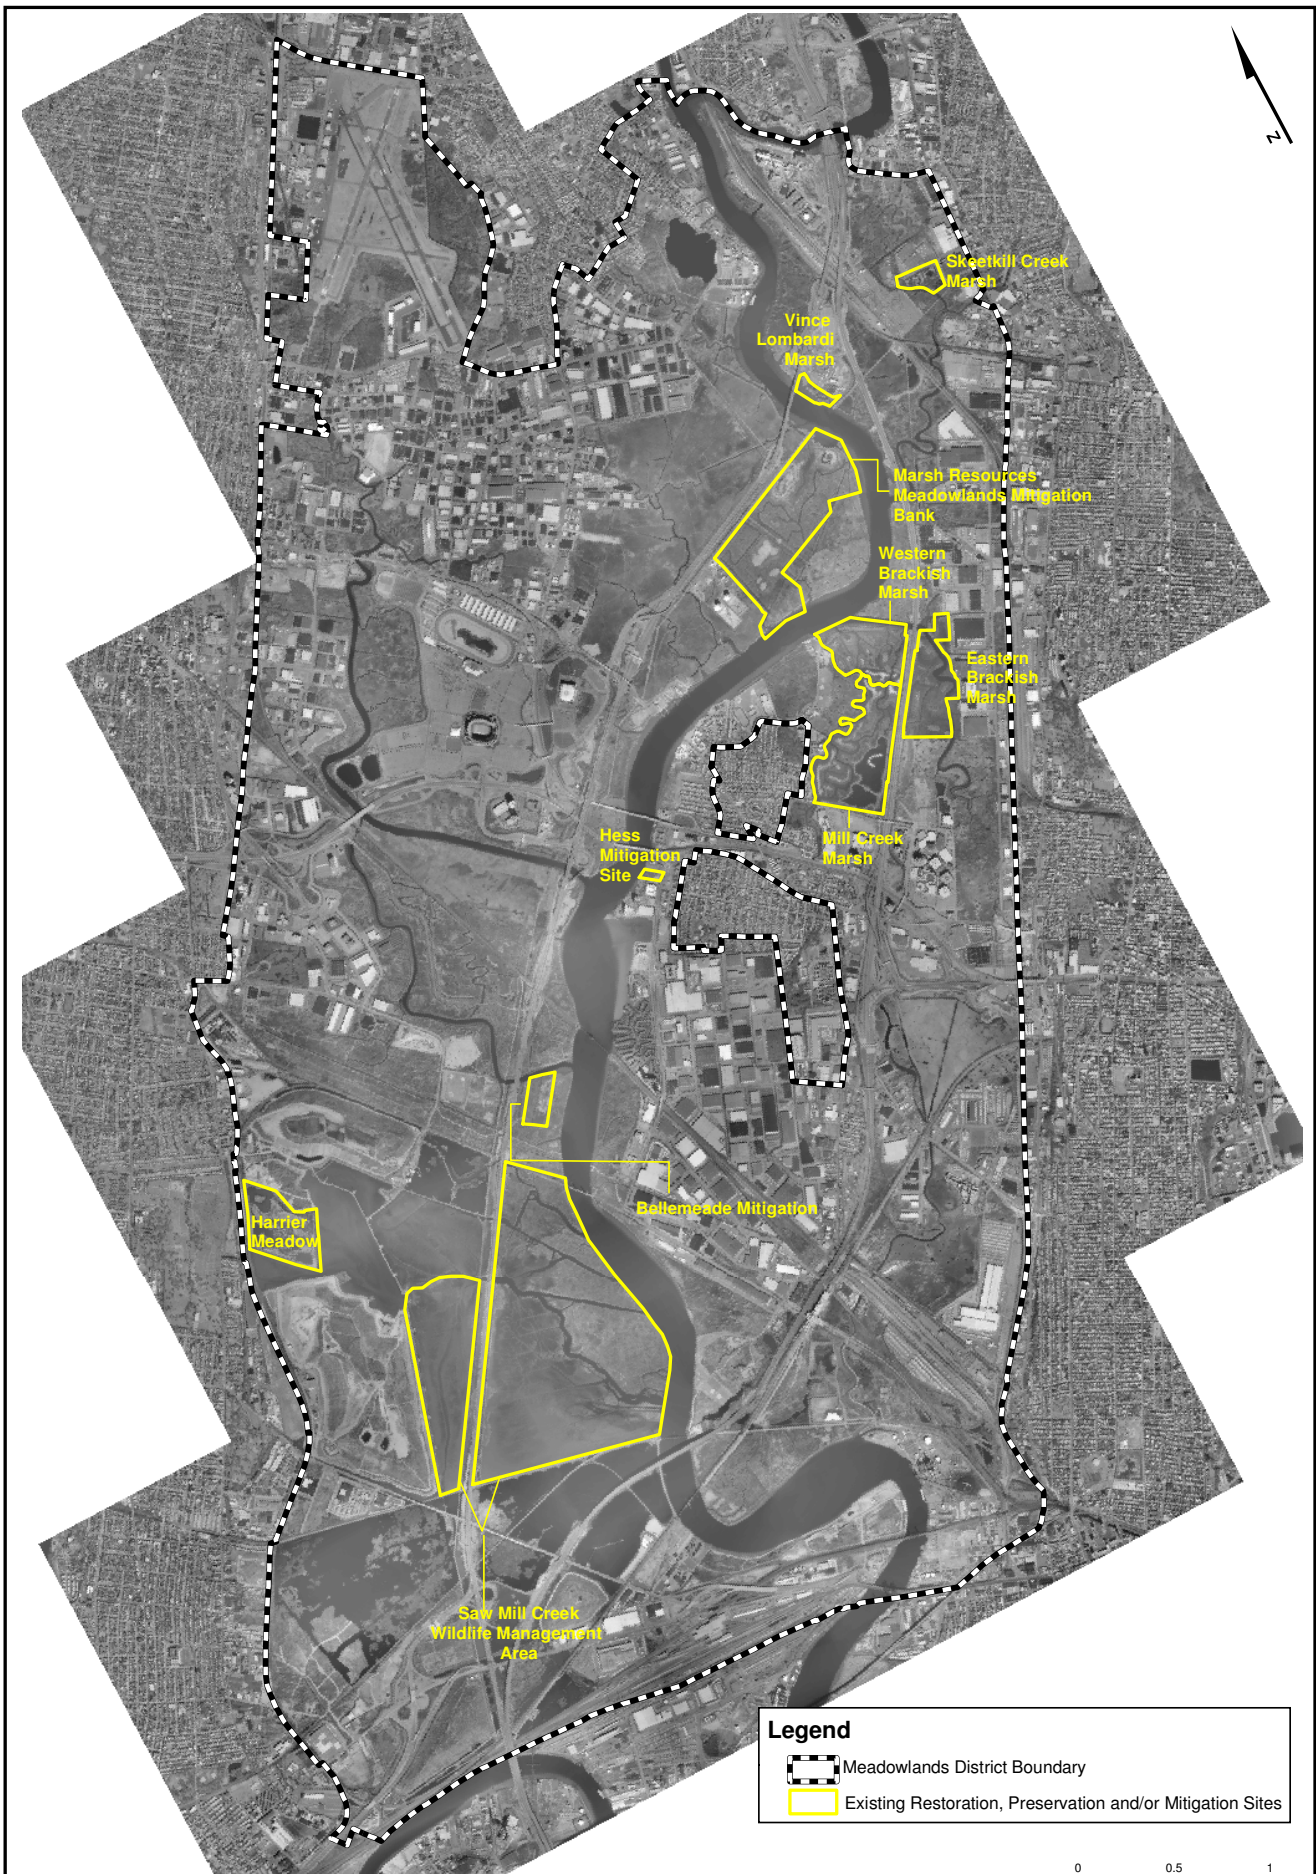 Z
Skeetkill Creek
Marsh
Vince
Lombardi
Marsh
Marsh Resources
Meadowlands Mitigation
Bank
Western
Brackish
Marsh
Eastern
Brackish
Marsh
Hess
Mitigation
Site
Mill Creek
Marsh
Bellemeade Mitigation
Harrier
Meadow
Saw Mill Creek
Wildlife Management
Area
Legend
Meadowlands District Boundary
Existing Restoration, Preservation and/or Mitigation Sites
0 0.5 1